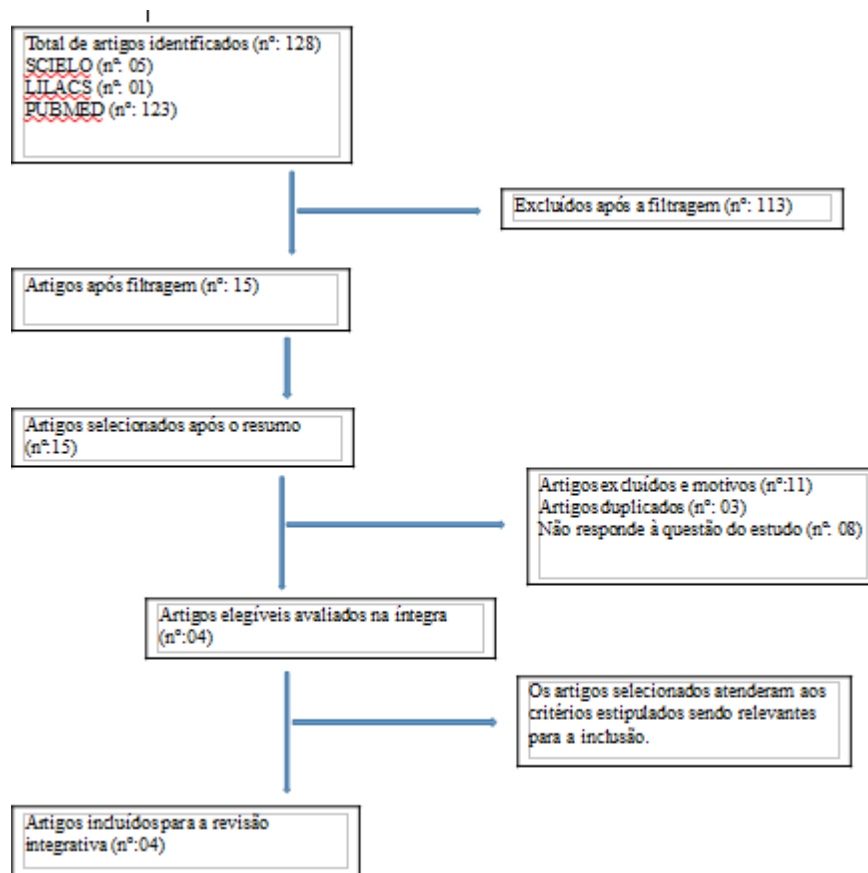 Total de artigos identificados (nº: 128)
SCIELO (nº: 05)
LILACS (nº: 01)
PUBMED (nº: 123)
Excluídos após a filtragem (nº: 113)
Artigos após filtragem (nº: 15)
Artigos selecionados após o resumo
(nº:15)
Artigos excluídos e motivos (nº:11)
Artigos duplicados (nº: 03)
Não responde à questão do estudo (nº: 08)
Artigos elegíveis avaliados na íntegra
(nº:04)
Os artigos selecionados atenderam aos
critérios estipulados sendo relevantes
para a inclusão.
Artigos incluídos para a revisão
integrativa (nº:04)